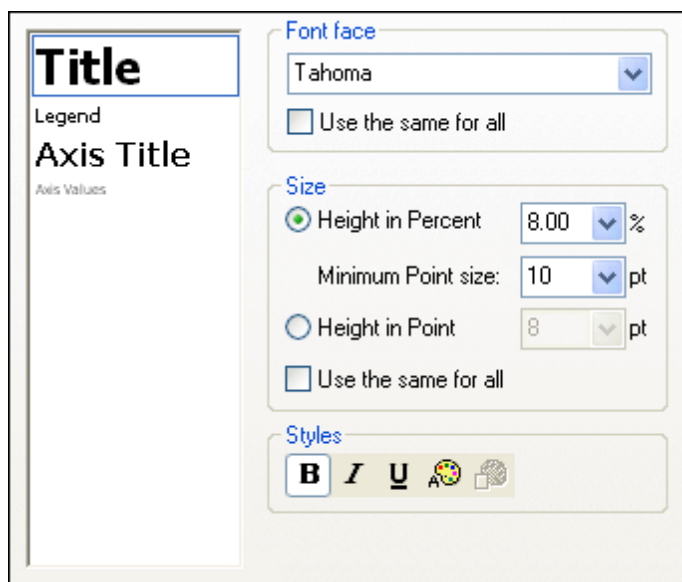 Title
Legend
Axis Title
Axis Values
Font face
Tahoma
Use the same for all
Size
Height in Percent 8.00 %
Minimum Point size: 10 pt
Height in Point 8 pt
Use the same for all
Styles
B I U A